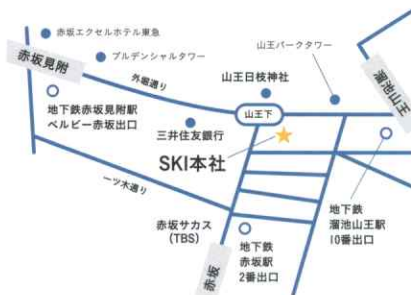 赤坂エクセルホテル東急
プルデンシャルタワー
赤坂見附
外堀通り
山王日枝神社
山王パークタワー
溜池山王
地下鉄赤坂見附駅
ベルビー赤坂出口
山王下
三井住友銀行
SKI本社
一ツ木通り
赤坂サカス
(TBS)
地下鉄
溜池山王駅
10番出口
地下鉄
赤坂駅
2番出口
赤坂